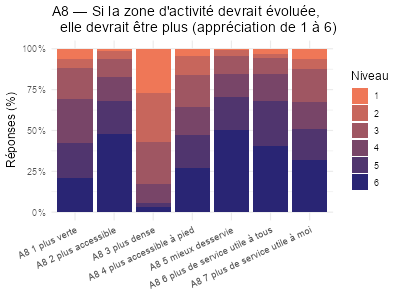 A8 — Si la zone d'activité devrait évoluée,
elle devrait être plus (appréciation de 1 à 6)
Réponses (%)
100%
75%
50%
25%
0%
A8 1 plus verte
A8 2 plus accessible
A8 3 plus dense
A8 4 plus accessible à pied
A8 5 mieux desservie
A8 6 plus de service utile à tous
A8 7 plus de service utile à moi
Niveau
1
2
3
4
5
6